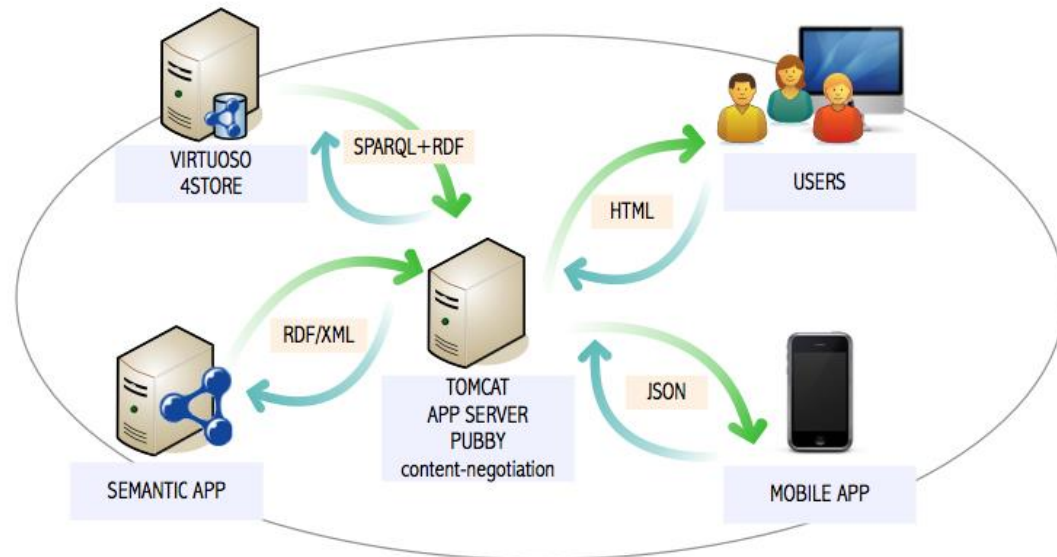 VIRTUOSO
4STORE
SPARQL+RDF
USERS
HTML
RDF/XML
TOMCAT
APP SERVER
PUBBY
content-negotiation
JSON
SEMANTIC APP
MOBILE APP